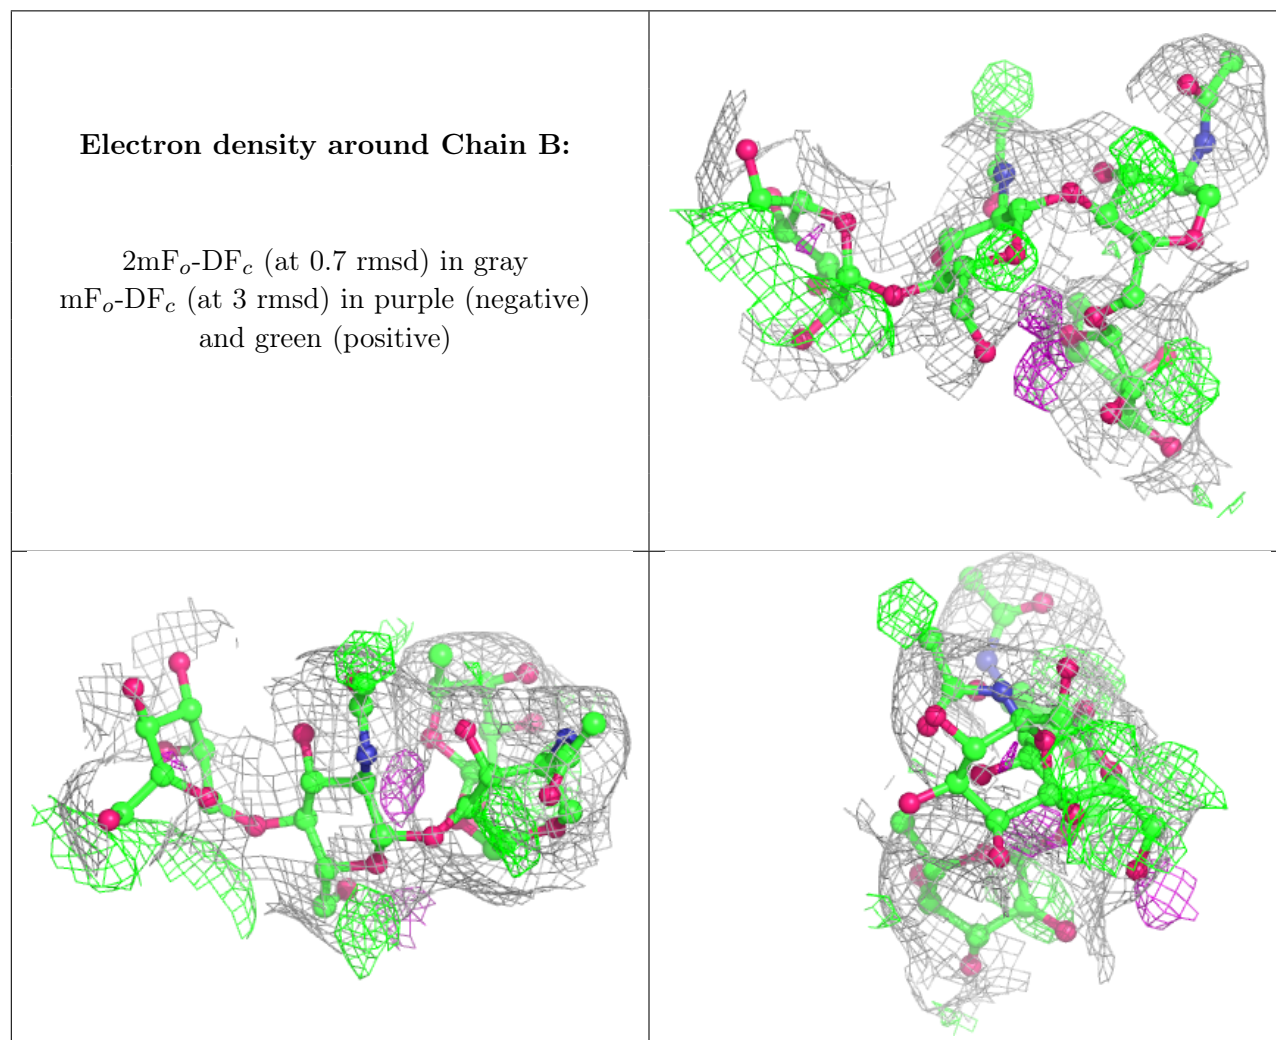 Electron density around Chain B:
2mFo-DFc (at 0.7 rmsd) in gray
mFo-DFc (at 3 rmsd) in purple (negative)
and green (positive)